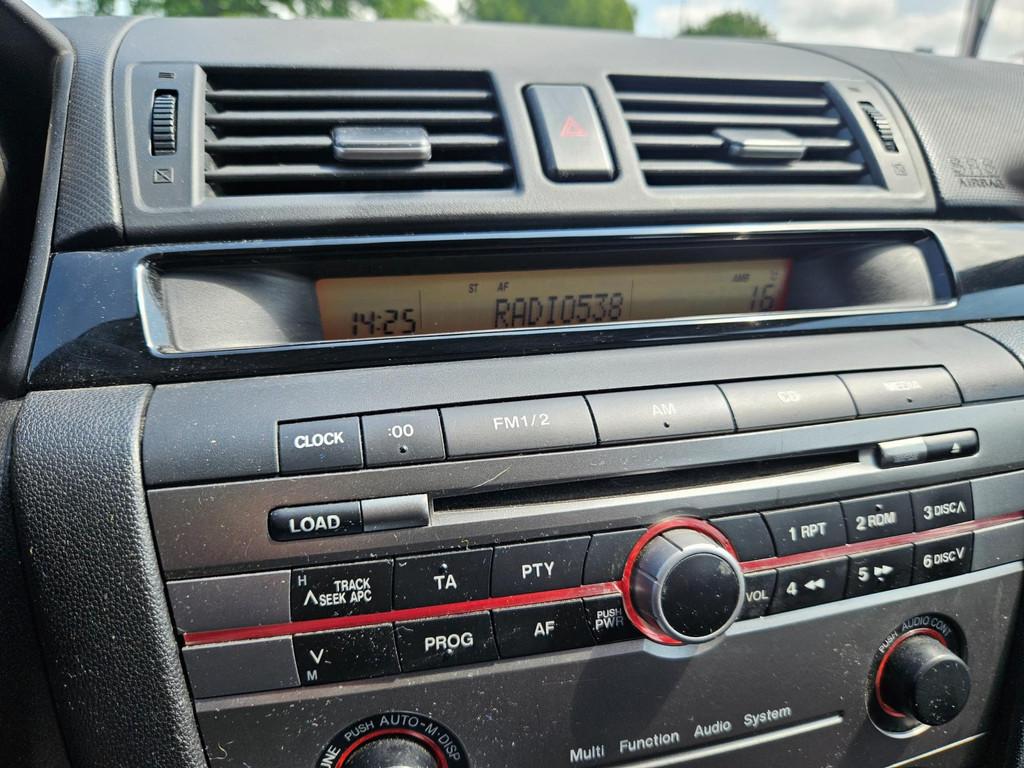 AIRBAG
ST AF AMB
14:25 RADIO538 16 °C
CLOCK :00 FM1/2 AM CD MEDIA
LOAD
H TRACK
∧SEEK APC TA PTY 1 RPT 2 RDM 3 DISC∧
∨ M PROG AF PUSH PWR VOL 4 ◀◀ 5 ▶▶ 6 DISC∨
PUSH AUDIO CONT
PUSH AUTO-M·DISP
Multi Function Audio System